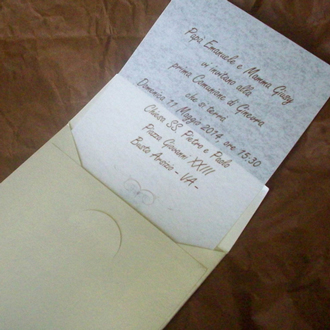 Papà Emanuele e Mamma Giusy
vi invitano alla
prima Comunione di Ginevra
che si terrà
Domenica 11 Maggio 2014 ore 15:30
Chiesa SS. Pietro e Paolo
Piazza Giovanni XXIII
Busto Arsizio - VA -